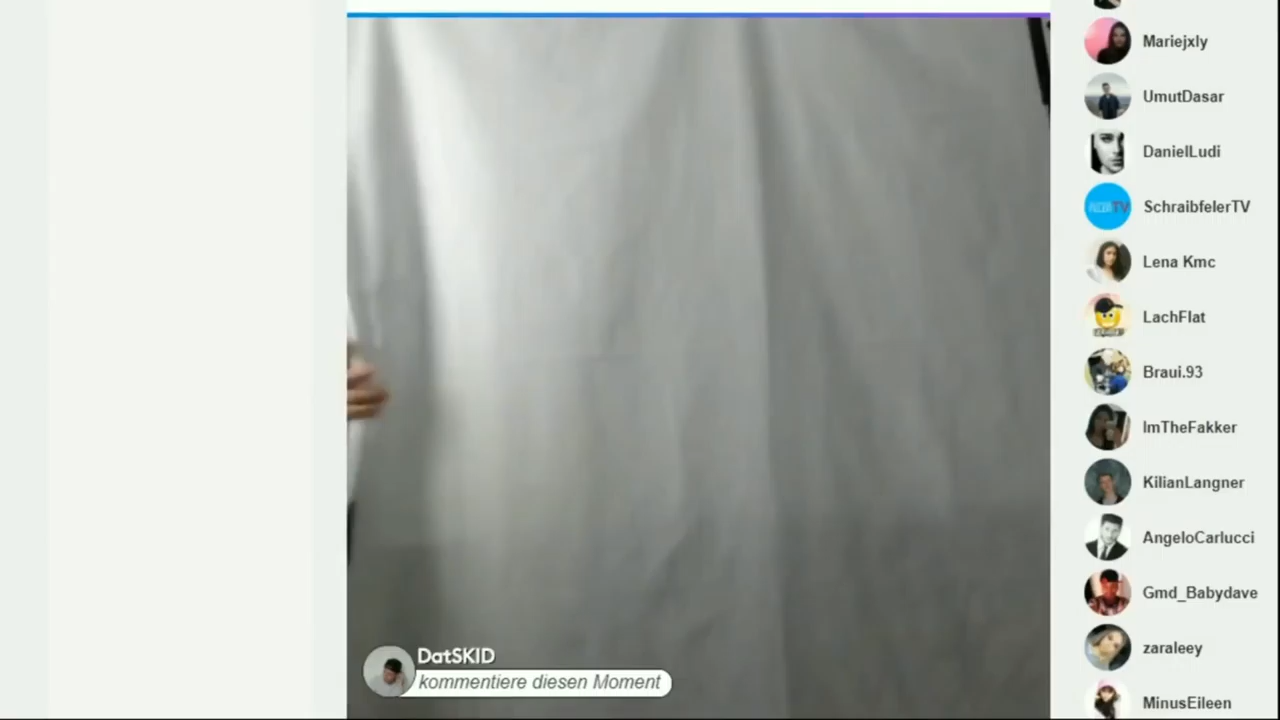 Mariejxly
UmutDasar
DanielLudi
SchraibfelerTV
Lena Kmc
LachFlat
Braui.93
ImTheFakker
KilianLangner
AngeloCarlucci
Gmd_Babydave
zaraleey
MinusEileen
DatSKID
kommentiere diesen Moment